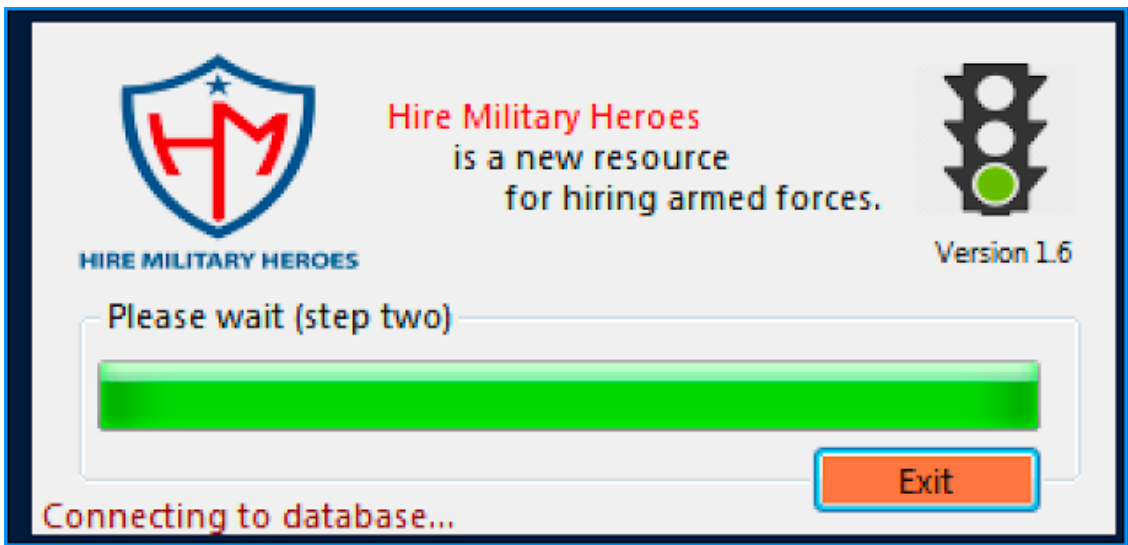 HM
HIRE MILITARY HEROES
Hire Military Heroes
is a new resource
for hiring armed forces.
Version 1.6
Please wait (step two)
Exit
Connecting to database...